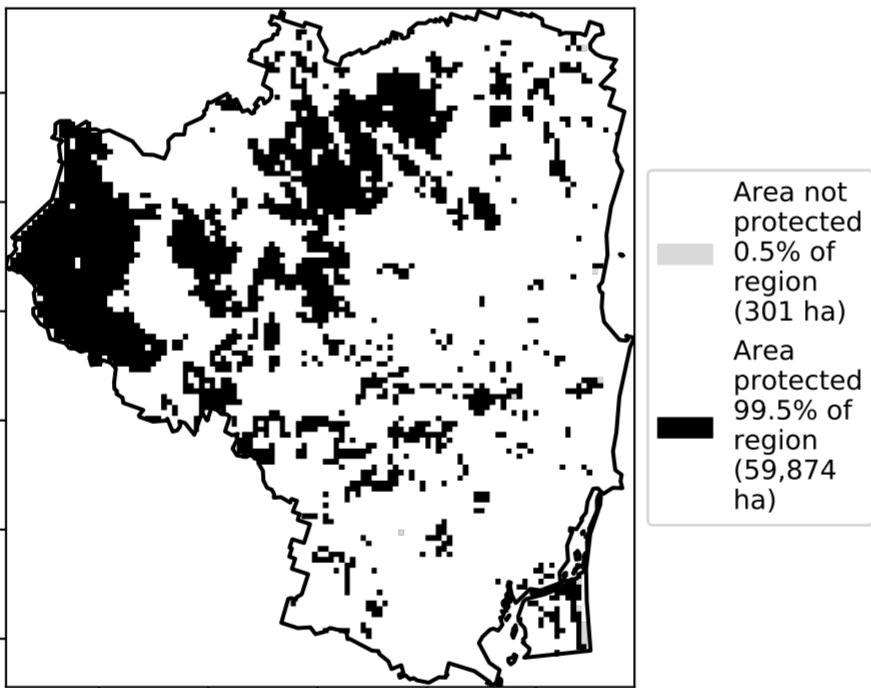 Area not
protected
0.5% of
region
(301 ha)
Area
protected
99.5% of
region
(59,874
ha)